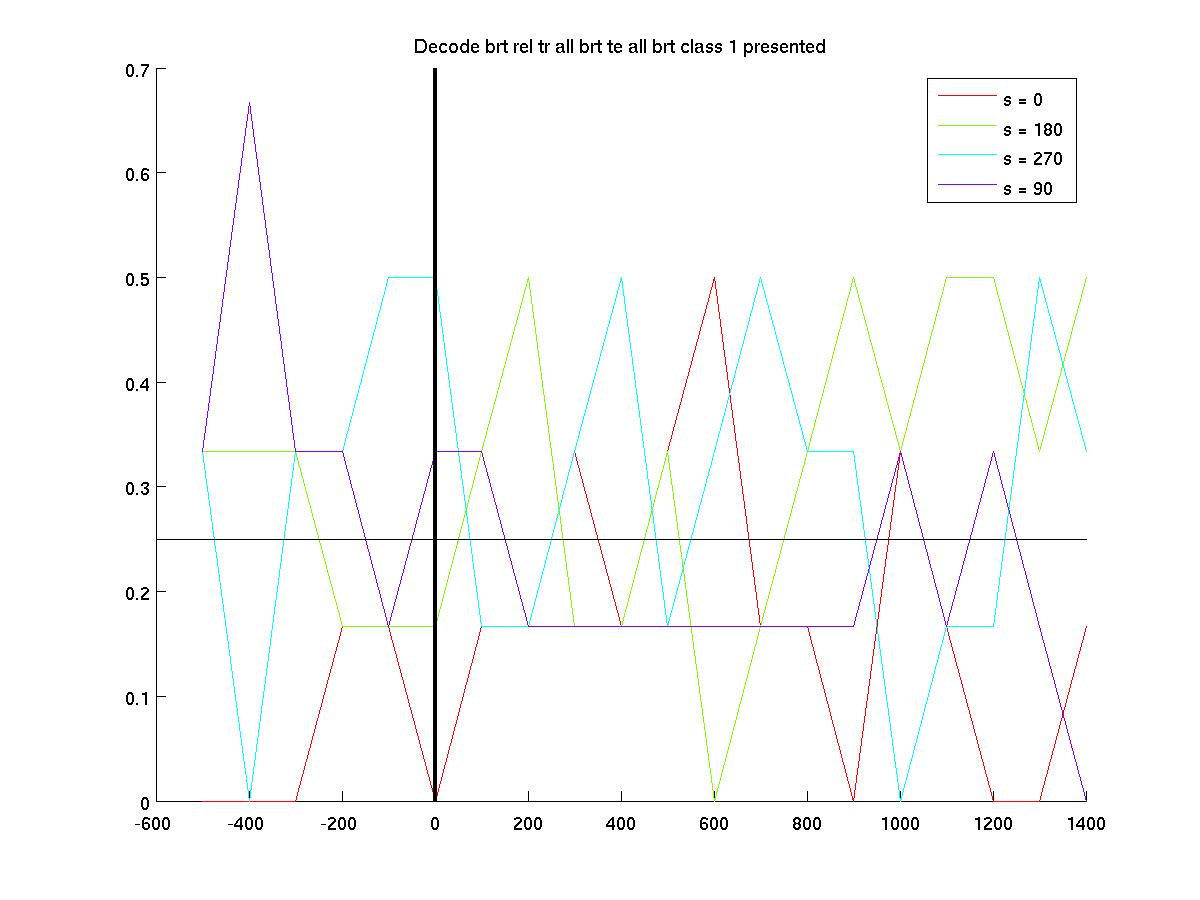 Decode brt rel tr all brt te all brt class 1 presented
0.7
0.6
0.5
0.4
0.3
0.2
0.1
0
s = 0
s = 180
s = 270
s = 90
-600 -400 -200 0 200 400 600 800 1000 1200 1400